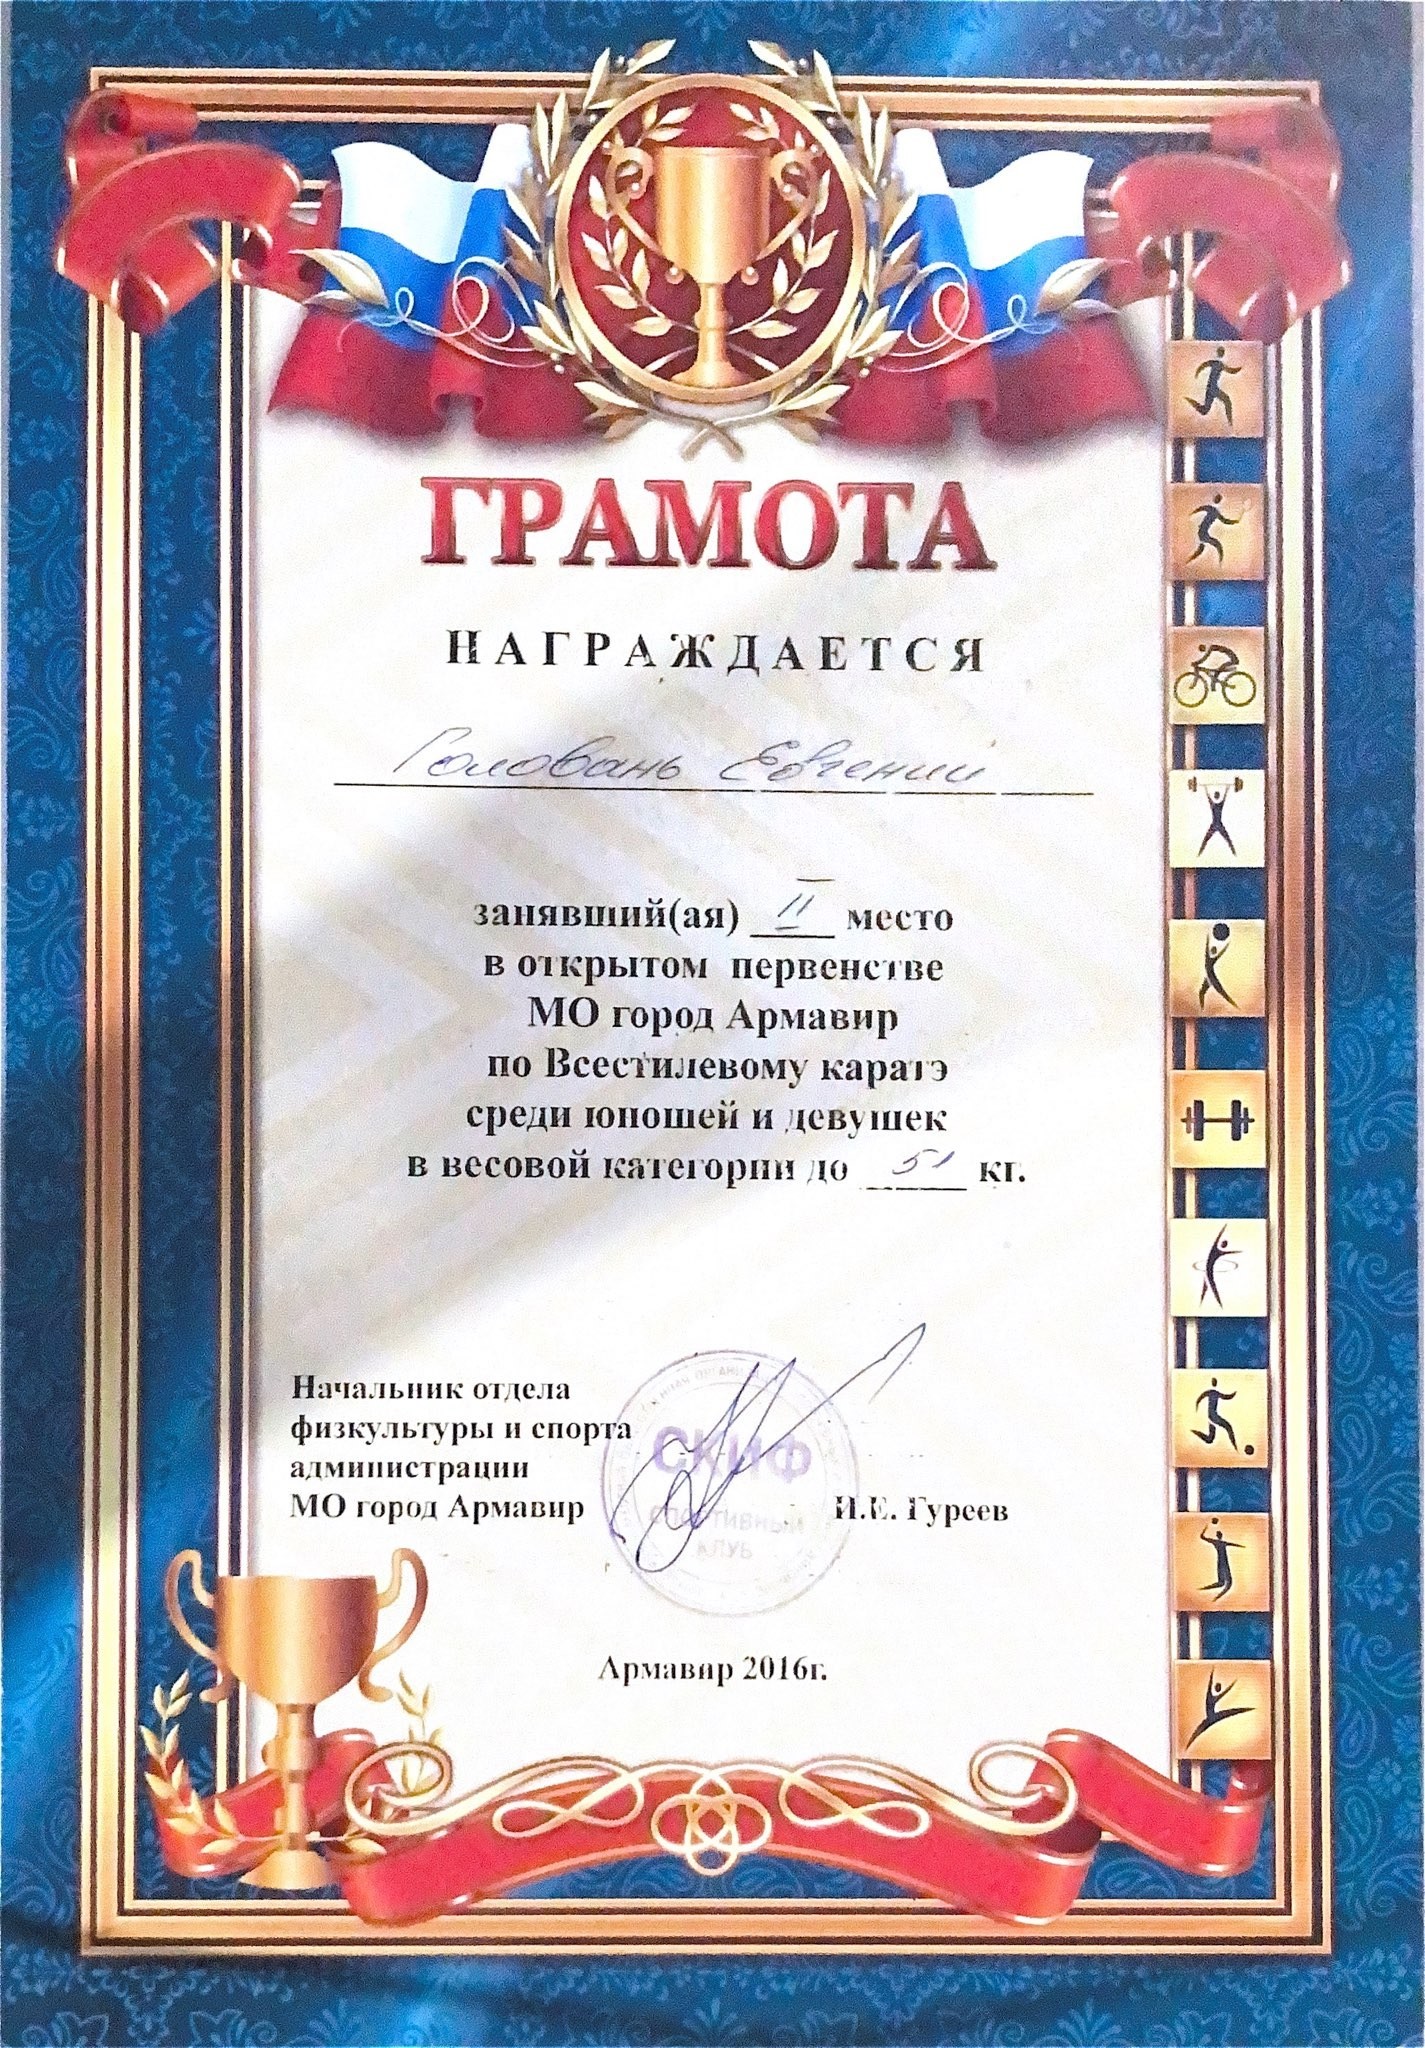 ГРАМОТА
НАГРАЖДАЕТСЯ
Головань Евгений
занявший(ая) II место
в открытом первенстве
МО город Армавир
по Всестилевому каратэ
среди юношей и девушек
в весовой категории до 51 кг.
Начальник отдела
физкультуры и спорта
администрации
МО город Армавир
И.Е. Гуреев
СКИФ
СПОРТИВНЫЙ
КЛУБ
Армавир 2016г.